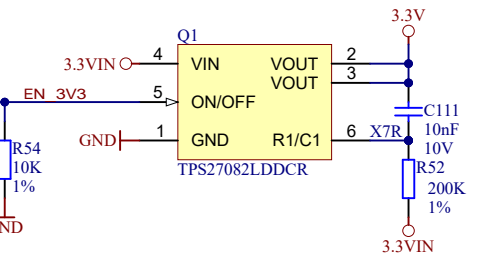 3.3V
Q1
3.3VIN 4 VIN VOUT 2
VOUT 3
EN_3V3 5 ON/OFF
C111
10nF
10V
GND 1 GND R1/C1 6 X7R
R54
10K
1%
TPS27082LDDCR
R52
200K
1%
ND
3.3VIN